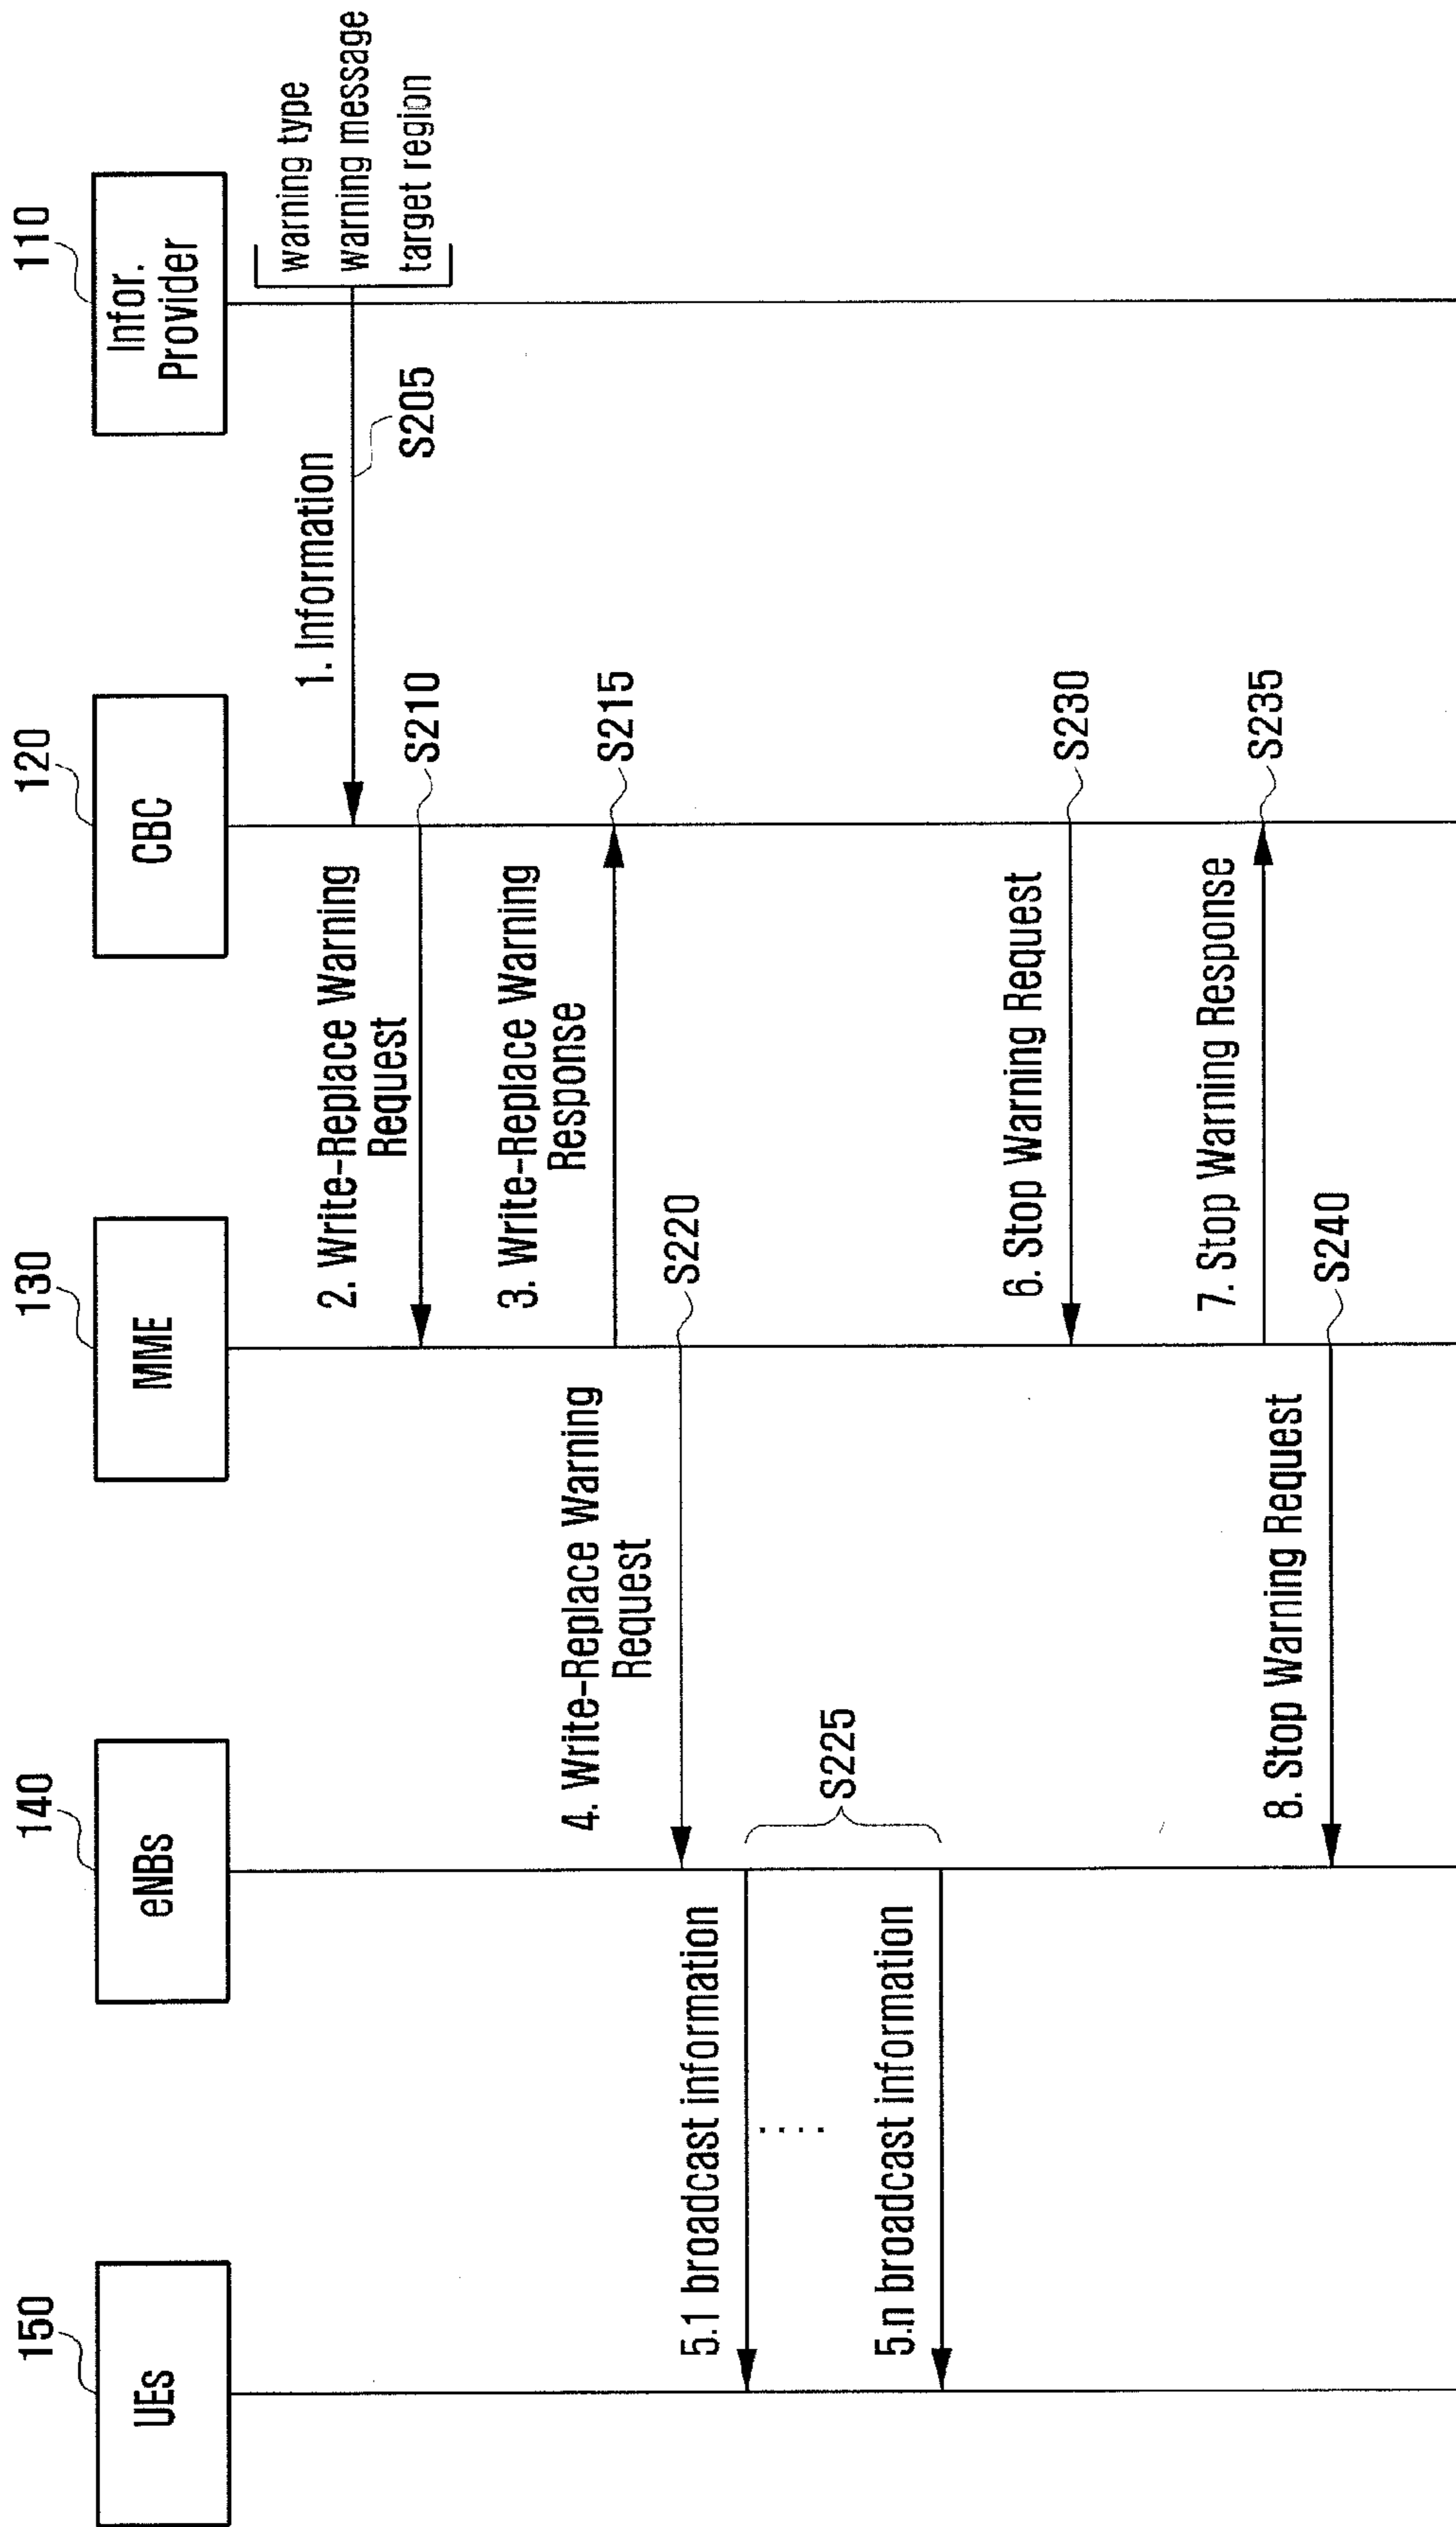 150
140
130
120
110
UEs
eNBs
MME
CBC
Infor.
Provider
warning type
warning message
target region
1. Information
S205
2. Write-Replace Warning
Request
S210
3. Write-Replace Warning
Response
S215
4. Write-Replace Warning
Request
S220
5.1 broadcast information
....
S225
5.n broadcast information
6. Stop Warning Request
S230
7. Stop Warning Response
S235
8. Stop Warning Request
S240